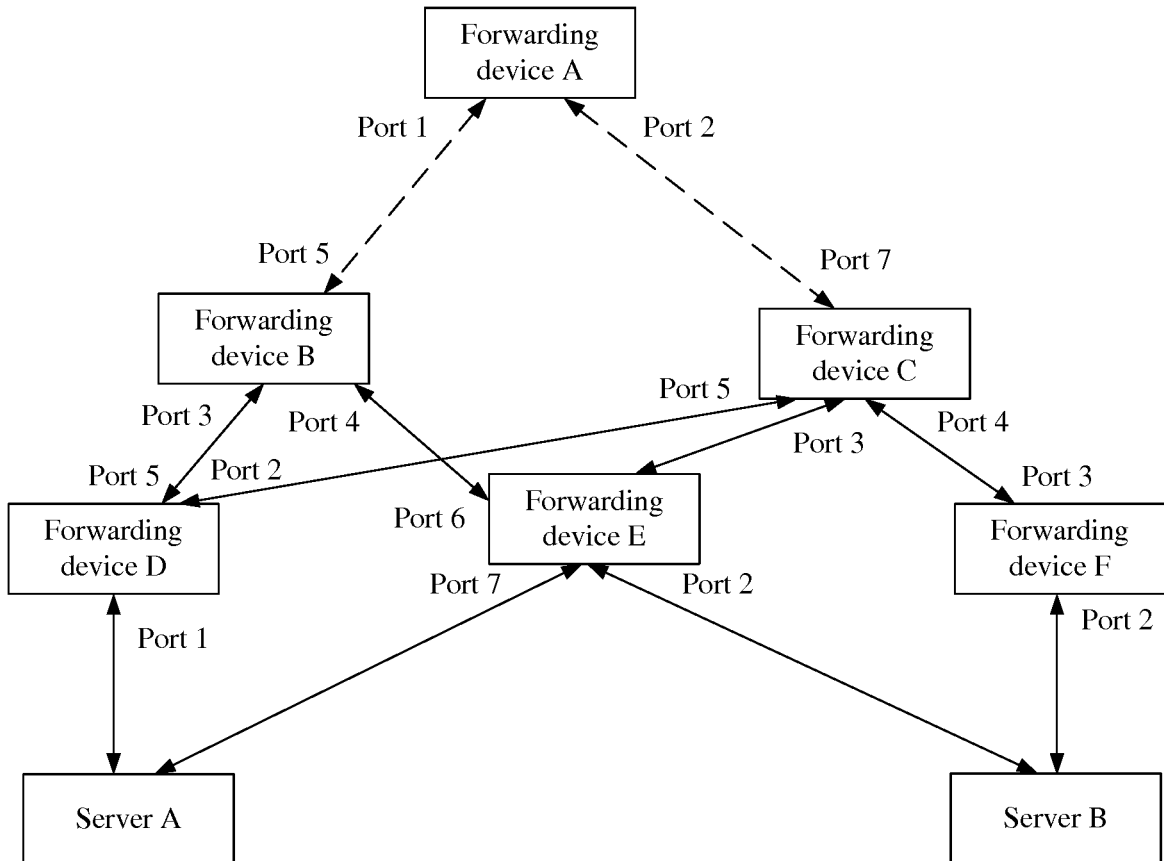 Forwarding
device A
Port 1
Port 2
Port 5
Port 7
Forwarding
device B
Forwarding
device C
Port 3
Port 4
Port 5
Port 4
Port 3
Port 5
Port 2
Port 6
Port 3
Forwarding
device D
Forwarding
device E
Forwarding
device F
Port 1
Port 7
Port 2
Port 2
Server A
Server B